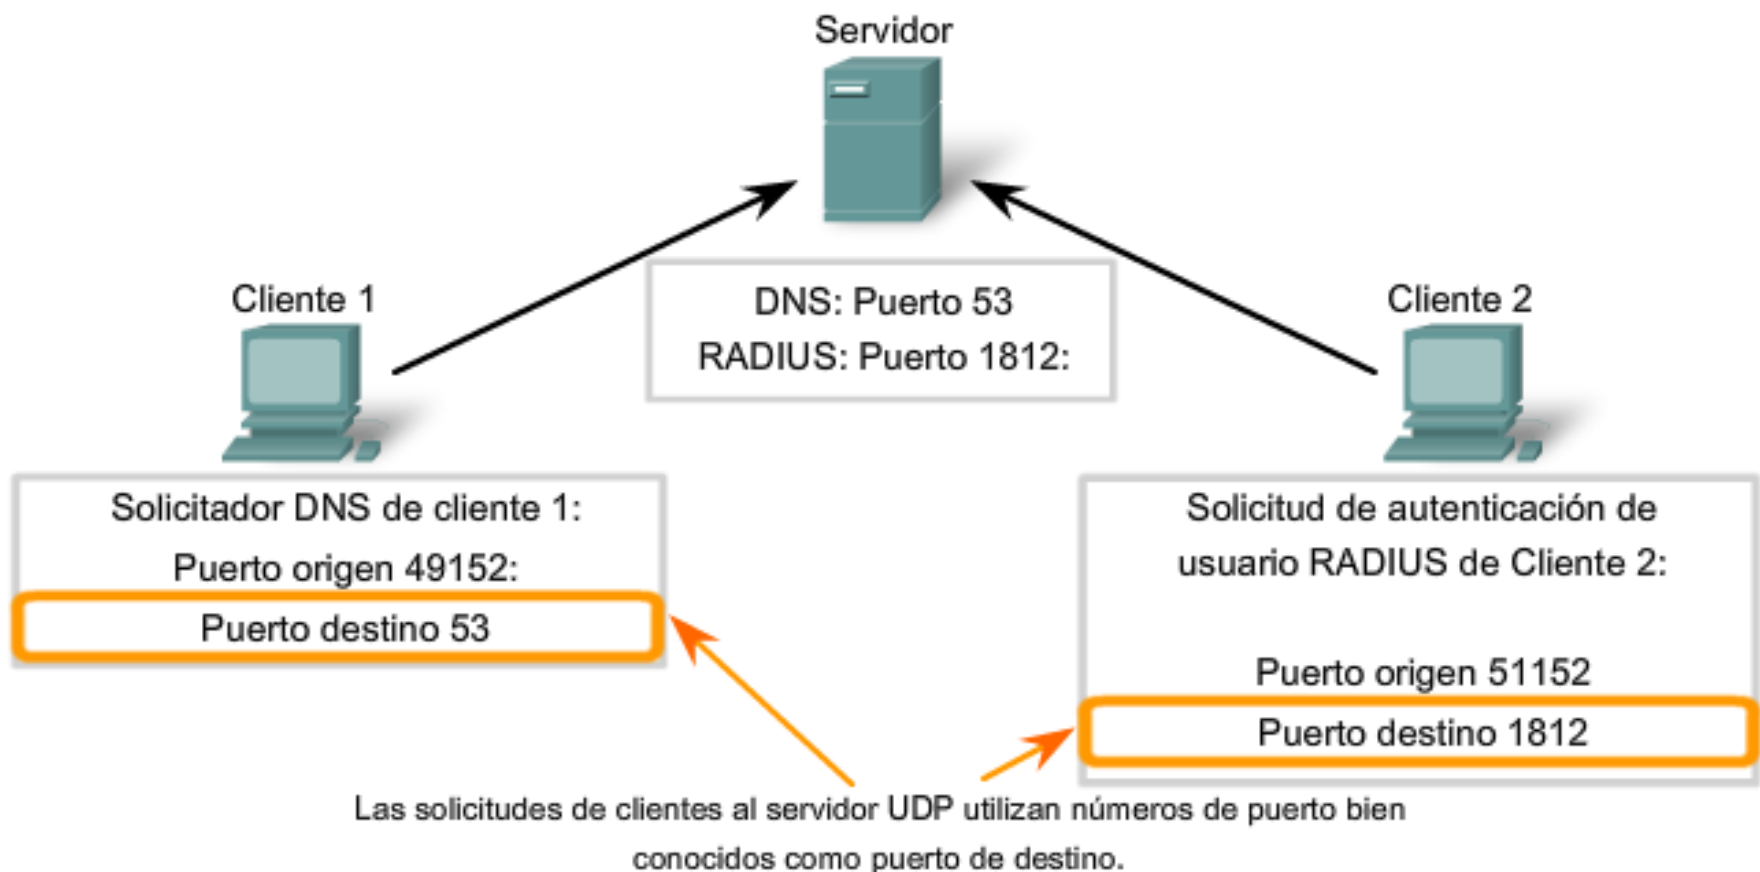 Servidor
Cliente 1
DNS: Puerto 53
RADIUS: Puerto 1812:
Cliente 2
Solicitador DNS de cliente 1:
Puerto origen 49152:
Puerto destino 53
Solicitud de autenticación de
usuario RADIUS de Cliente 2:
Puerto origen 51152
Puerto destino 1812
Las solicitudes de clientes al servidor UDP utilizan números de puerto bien
conocidos como puerto de destino.